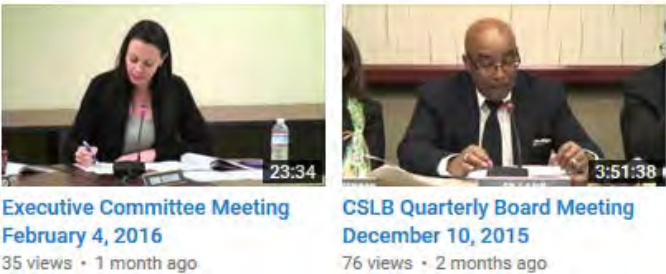 23:34
3:51:38
Executive Committee Meeting
February 4, 2016
35 views • 1 month ago
CSLB Quarterly Board Meeting
December 10, 2015
76 views • 2 months ago